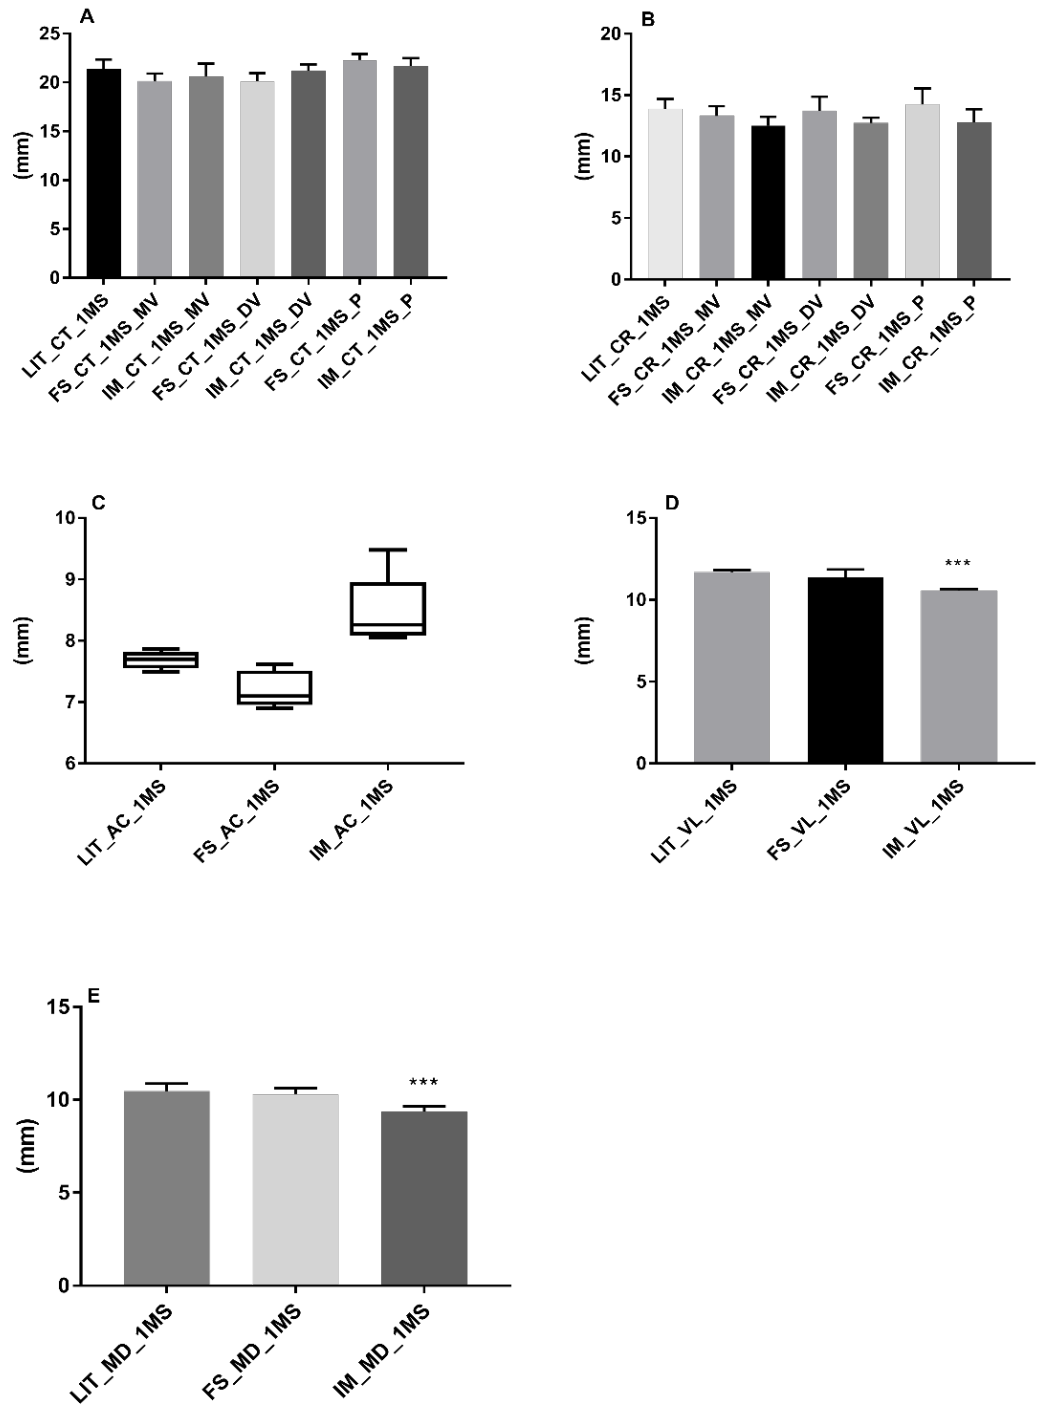 A
(mm)
25
20
15
10
5
0
LIT_CT_1MS
FS_CT_1MS_MV
IM_CT_1MS_MV
FS_CT_1MS_DV
IM_CT_1MS_DV
FS_CT_1MS_P
IM_CT_1MS_P
B
(mm)
20
15
10
5
0
LIT_CR_1MS
FS_CR_1MS_MV
IM_CR_1MS_MV
FS_CR_1MS_DV
IM_CR_1MS_DV
FS_CR_1MS_P
IM_CR_1MS_P
C
(mm)
10
9
8
7
6
LIT_AC_1MS
FS_AC_1MS
IM_AC_1MS
D
(mm)
15
10
5
0
***
LIT_VL_1MS
FS_VL_1MS
IM_VL_1MS
E
(mm)
15
10
5
0
***
LIT_MD_1MS
FS_MD_1MS
IM_MD_1MS